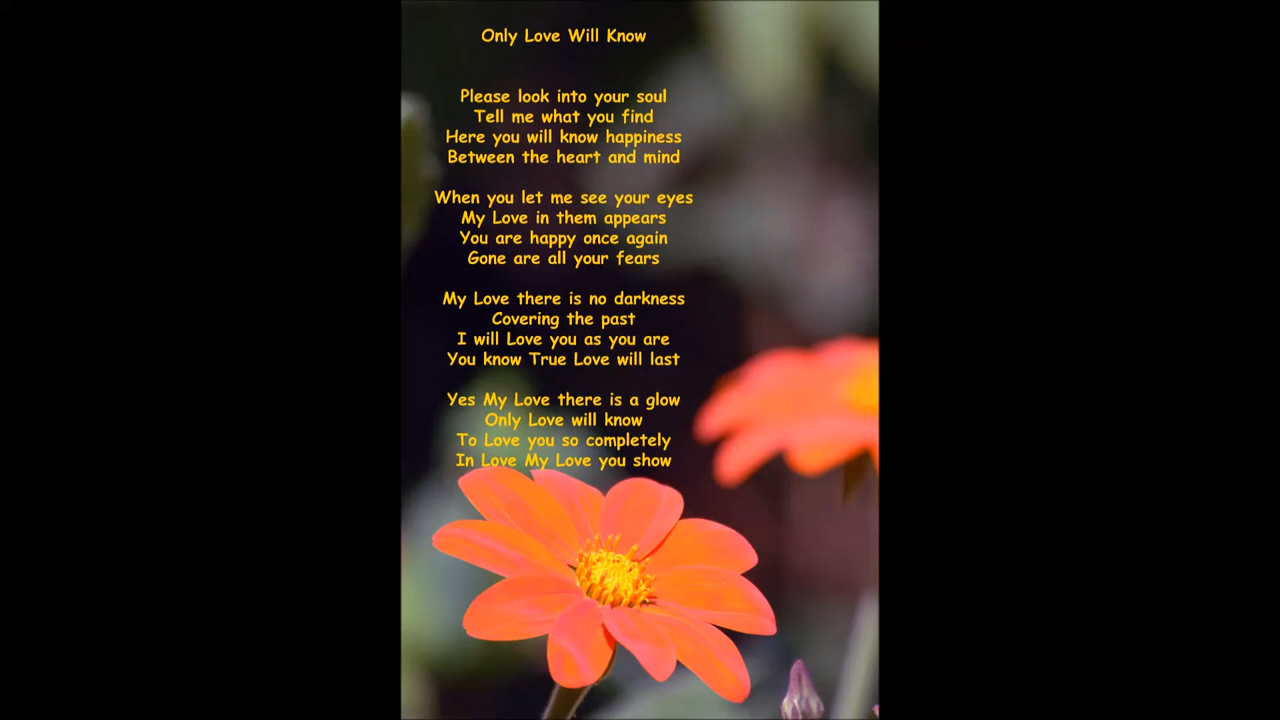 Only Love Will Know
Please look into your soul
Tell me what you find
Here you will know happiness
Between the heart and mind
When you let me see your eyes
My Love in them appears
You are happy once again
Gone are all your fears
My Love there is no darkness
Covering the past
I will Love you as you are
You know True Love will last
Yes My Love there is a glow
Only Love will know
To Love you so completely
In Love My Love you show